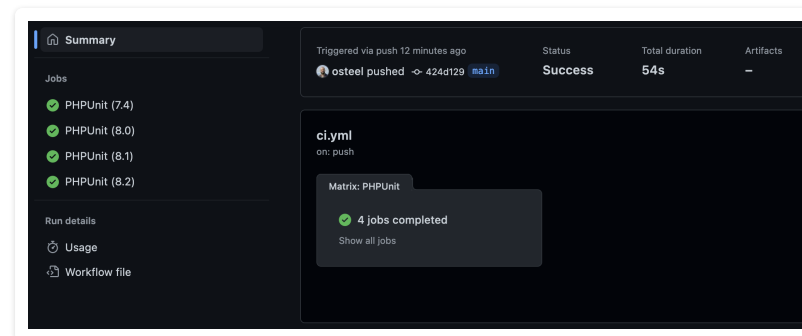 Summary
Jobs
PHPUnit (7.4)
PHPUnit (8.0)
PHPUnit (8.1)
PHPUnit (8.2)
Run details
Usage
Workflow file
Triggered via push 12 minutes ago
osteel pushed 424d129 main
Status
Success
Total duration
54s
Artifacts
–
ci.yml
on: push
Matrix: PHPUnit
4 jobs completed
Show all jobs